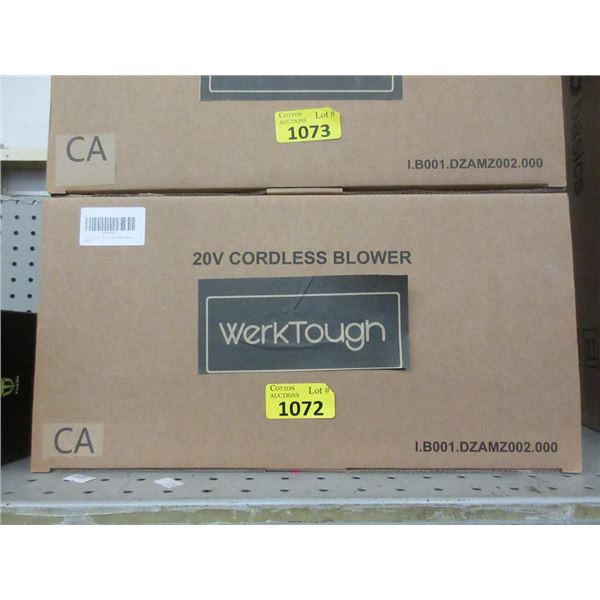 COTTON
AUCTIONS
Lot #
1073
CA
I.B001.DZAMZ002.000
basics
20V CORDLESS BLOWER
WerkTough
COTTON
AUCTIONS
Lot #
1072
CA
I.B001.DZAMZ002.000